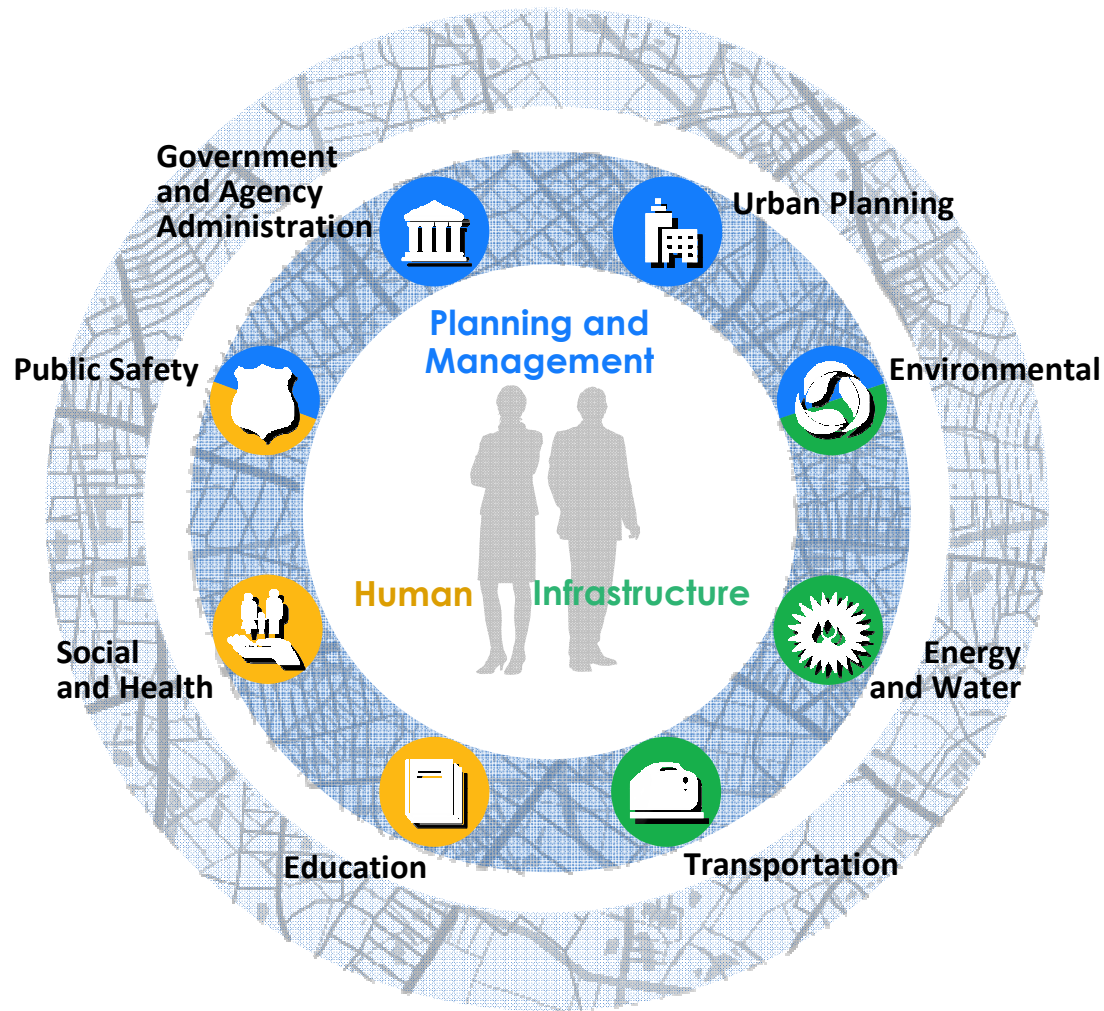 Government
and Agency
Administration
Urban Planning
Planning and
Management
Public Safety
Environmental
Human
Infrastructure
Social
and Health
Energy
and Water
Education
Transportation